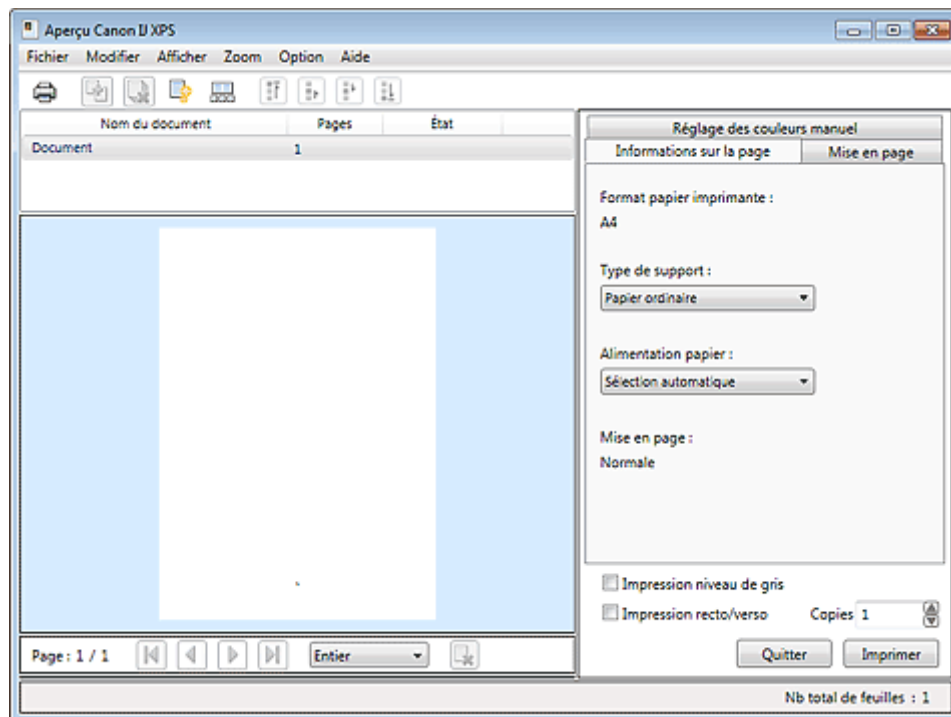 Aperçu Canon IJ XPS
Fichier Modifier Afficher Zoom Option Aide
Nom du document Pages État
Document 1
Réglage des couleurs manuel
Informations sur la page Mise en page
Format papier imprimante :
A4
Type de support :
Papier ordinaire
Alimentation papier :
Sélection automatique
Mise en page :
Normale
Impression niveau de gris
Impression recto/verso Copies 1
Page : 1 / 1 Entier
Quitter Imprimer
Nb total de feuilles : 1